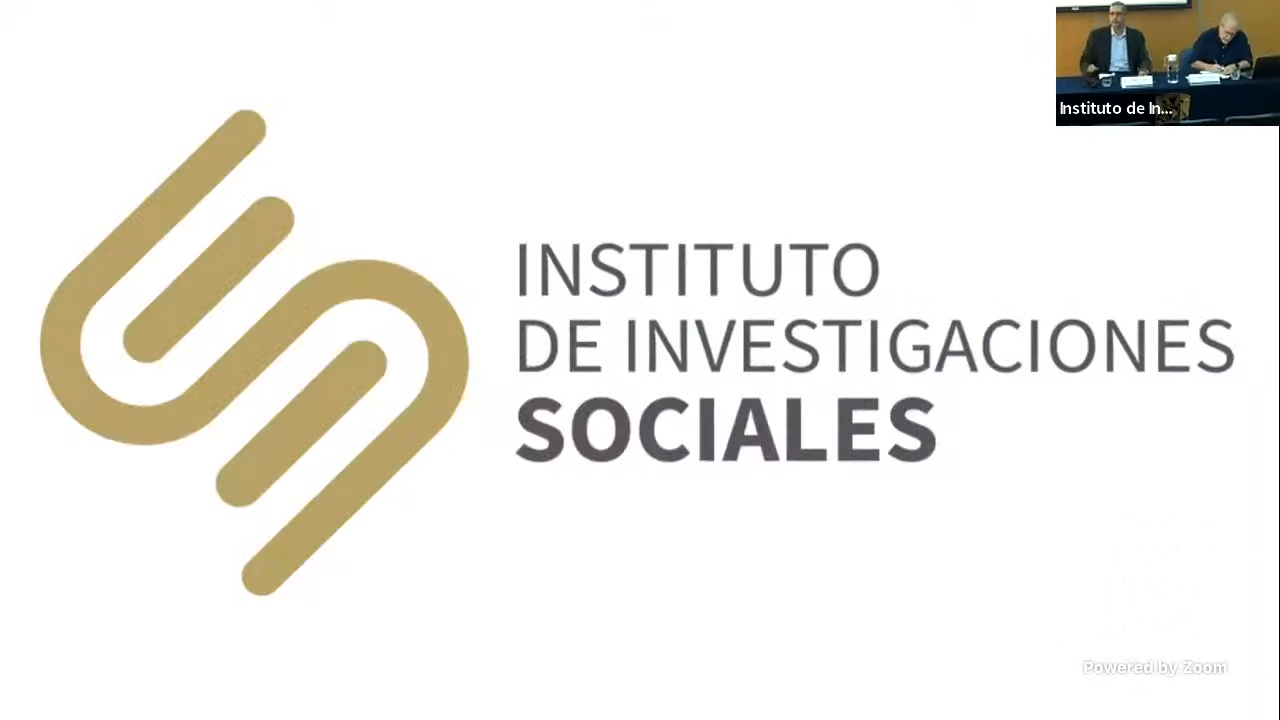 INSTITUTO
DE INVESTIGACIONES
SOCIALES
Instituto de In...
Powered by Zoom